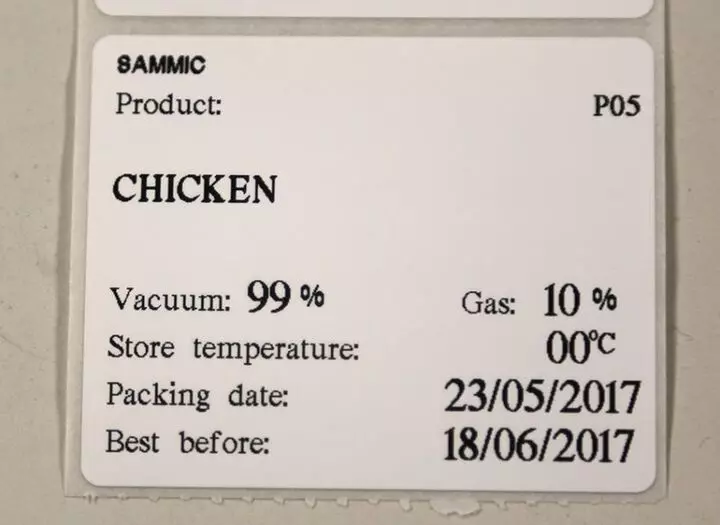 SAMMIC
Product: P05
CHICKEN
Vacuum: 99 % Gas: 10 %
Store temperature: 00ºC
Packing date: 23/05/2017
Best before: 18/06/2017